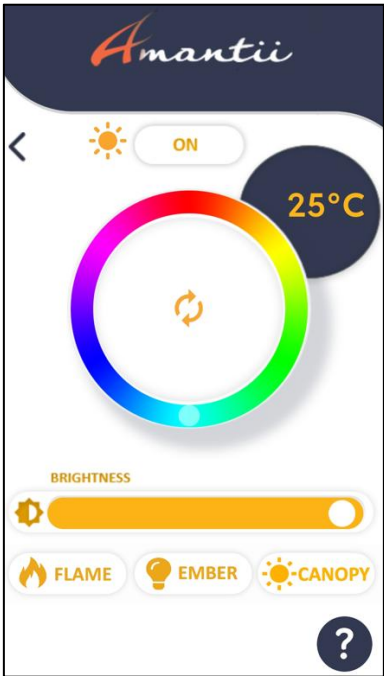 Amantii
ON
25°C
BRIGHTNESS
FLAME
EMBER
CANOPY
?